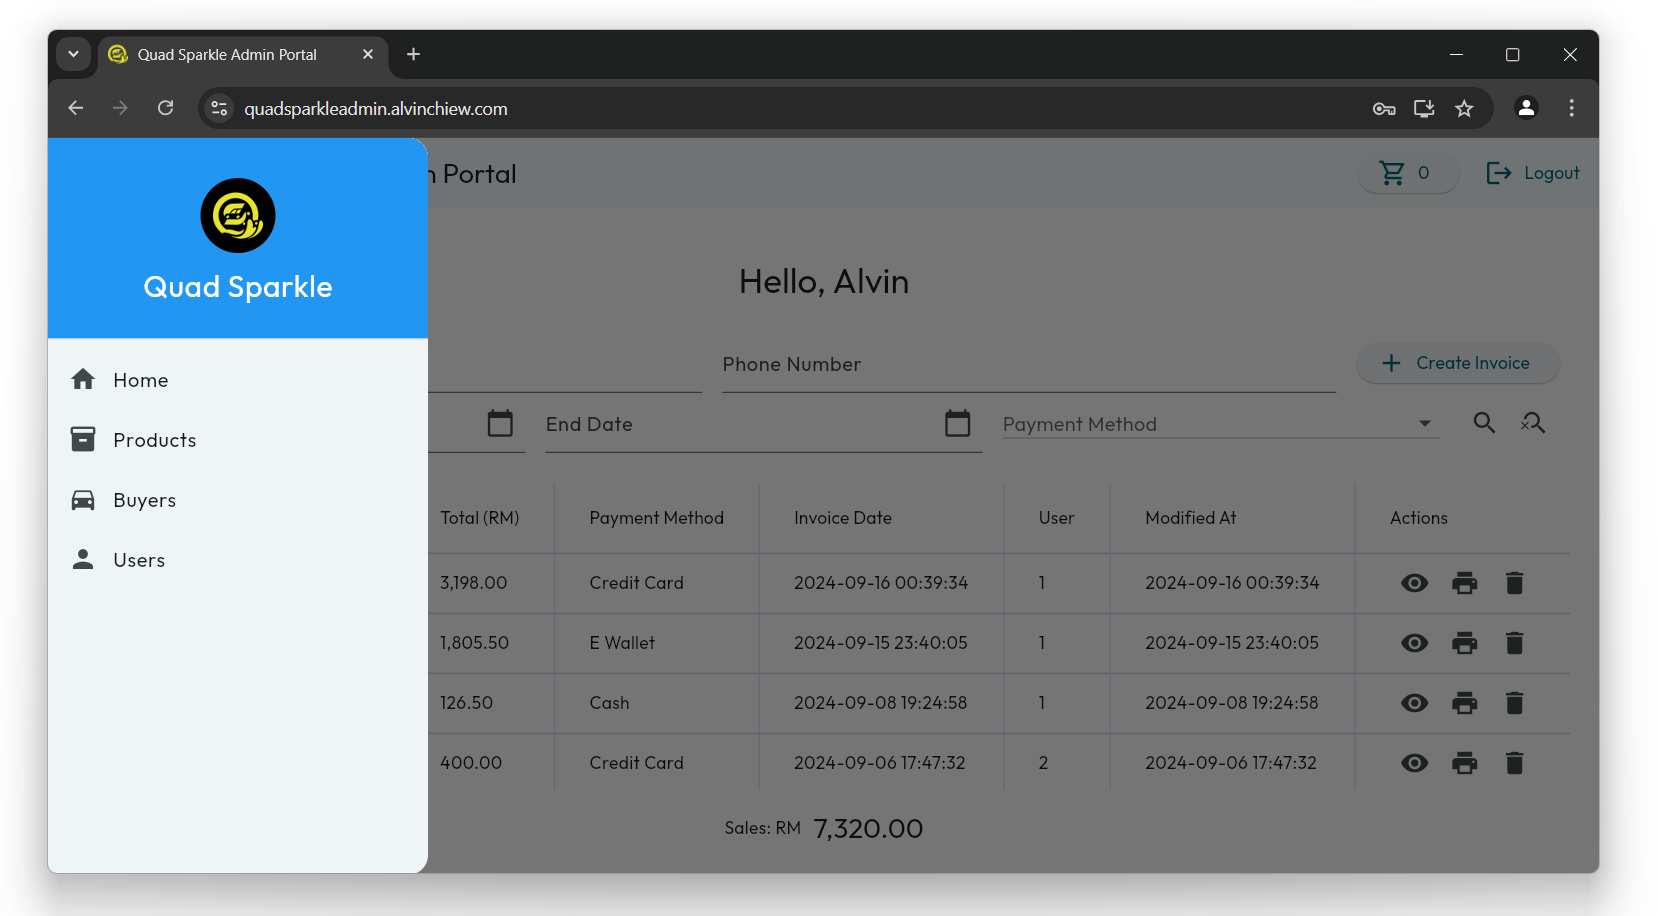 Quad Sparkle Admin Portal
quadsparkleadmin.alvinchiew.com
Quad Sparkle
Home
Products
Buyers
Users
Portal
0
Logout
Hello, Alvin
Phone Number
Create Invoice
End Date
Payment Method
Total (RM) Payment Method Invoice Date User Modified At Actions
3,198.00 Credit Card 2024-09-16 00:39:34 1 2024-09-16 00:39:34
1,805.50 E Wallet 2024-09-15 23:40:05 1 2024-09-15 23:40:05
126.50 Cash 2024-09-08 19:24:58 1 2024-09-08 19:24:58
400.00 Credit Card 2024-09-06 17:47:32 2 2024-09-06 17:47:32
Sales: RM 7,320.00